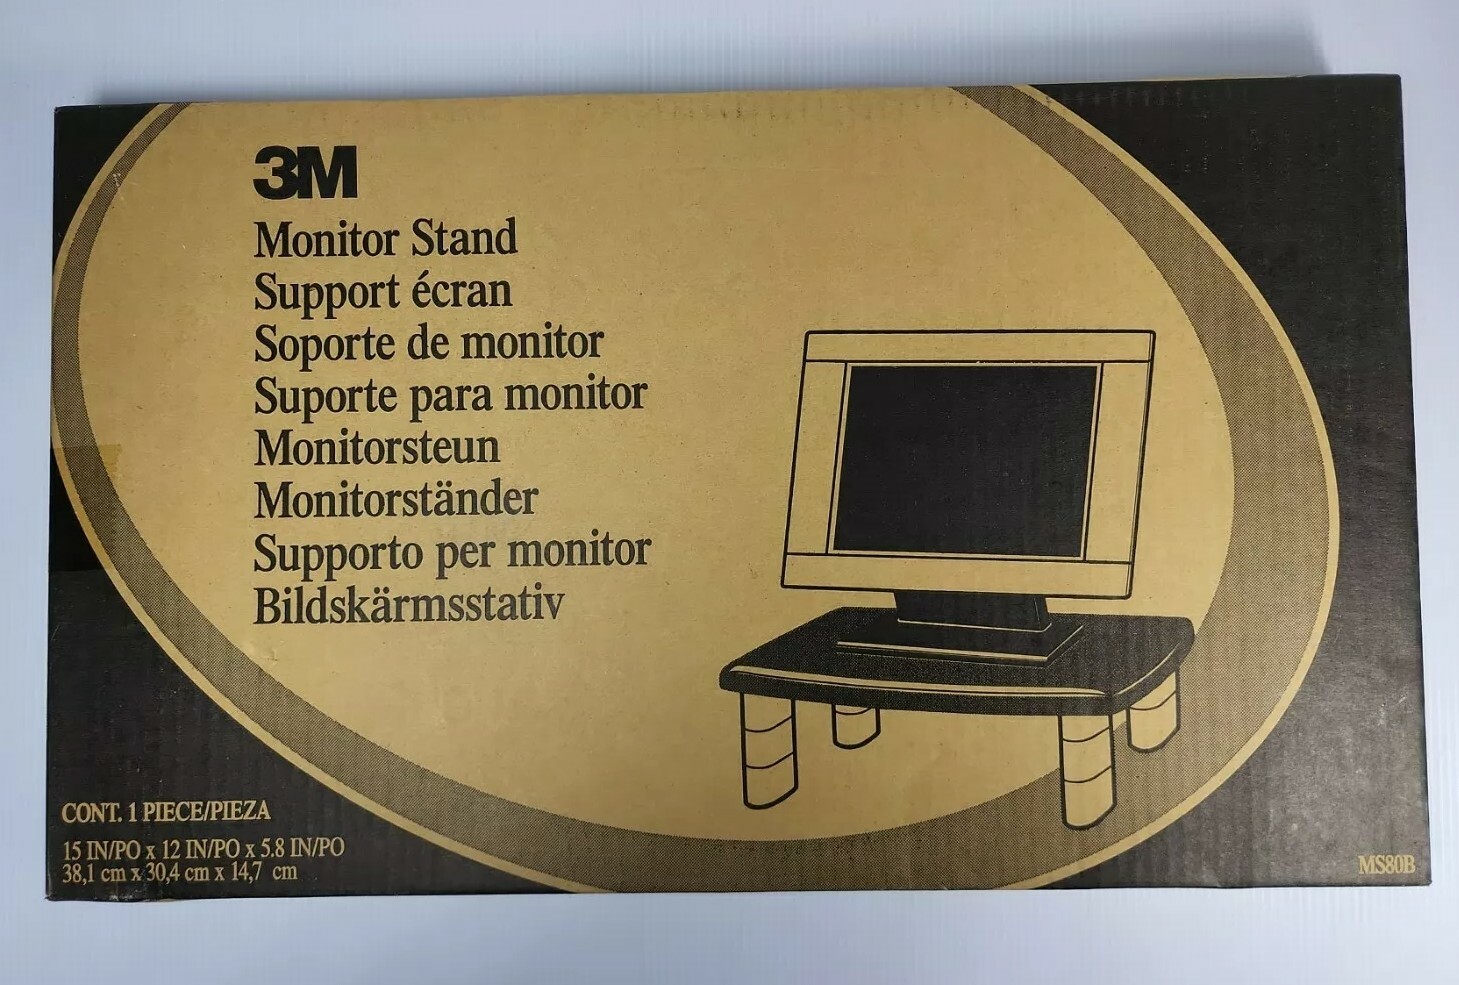 3M
Monitor Stand
Support écran
Soporte de monitor
Suporte para monitor
Monitorsteun
Monitorständer
Supporto per monitor
Bildskärmsstativ
CONT. 1 PIECE/PIEZA
15 IN/PO x 12 IN/PO x 5.8 IN/PO
38,1 cm x 30,4 cm x 14,7 cm
MS80B